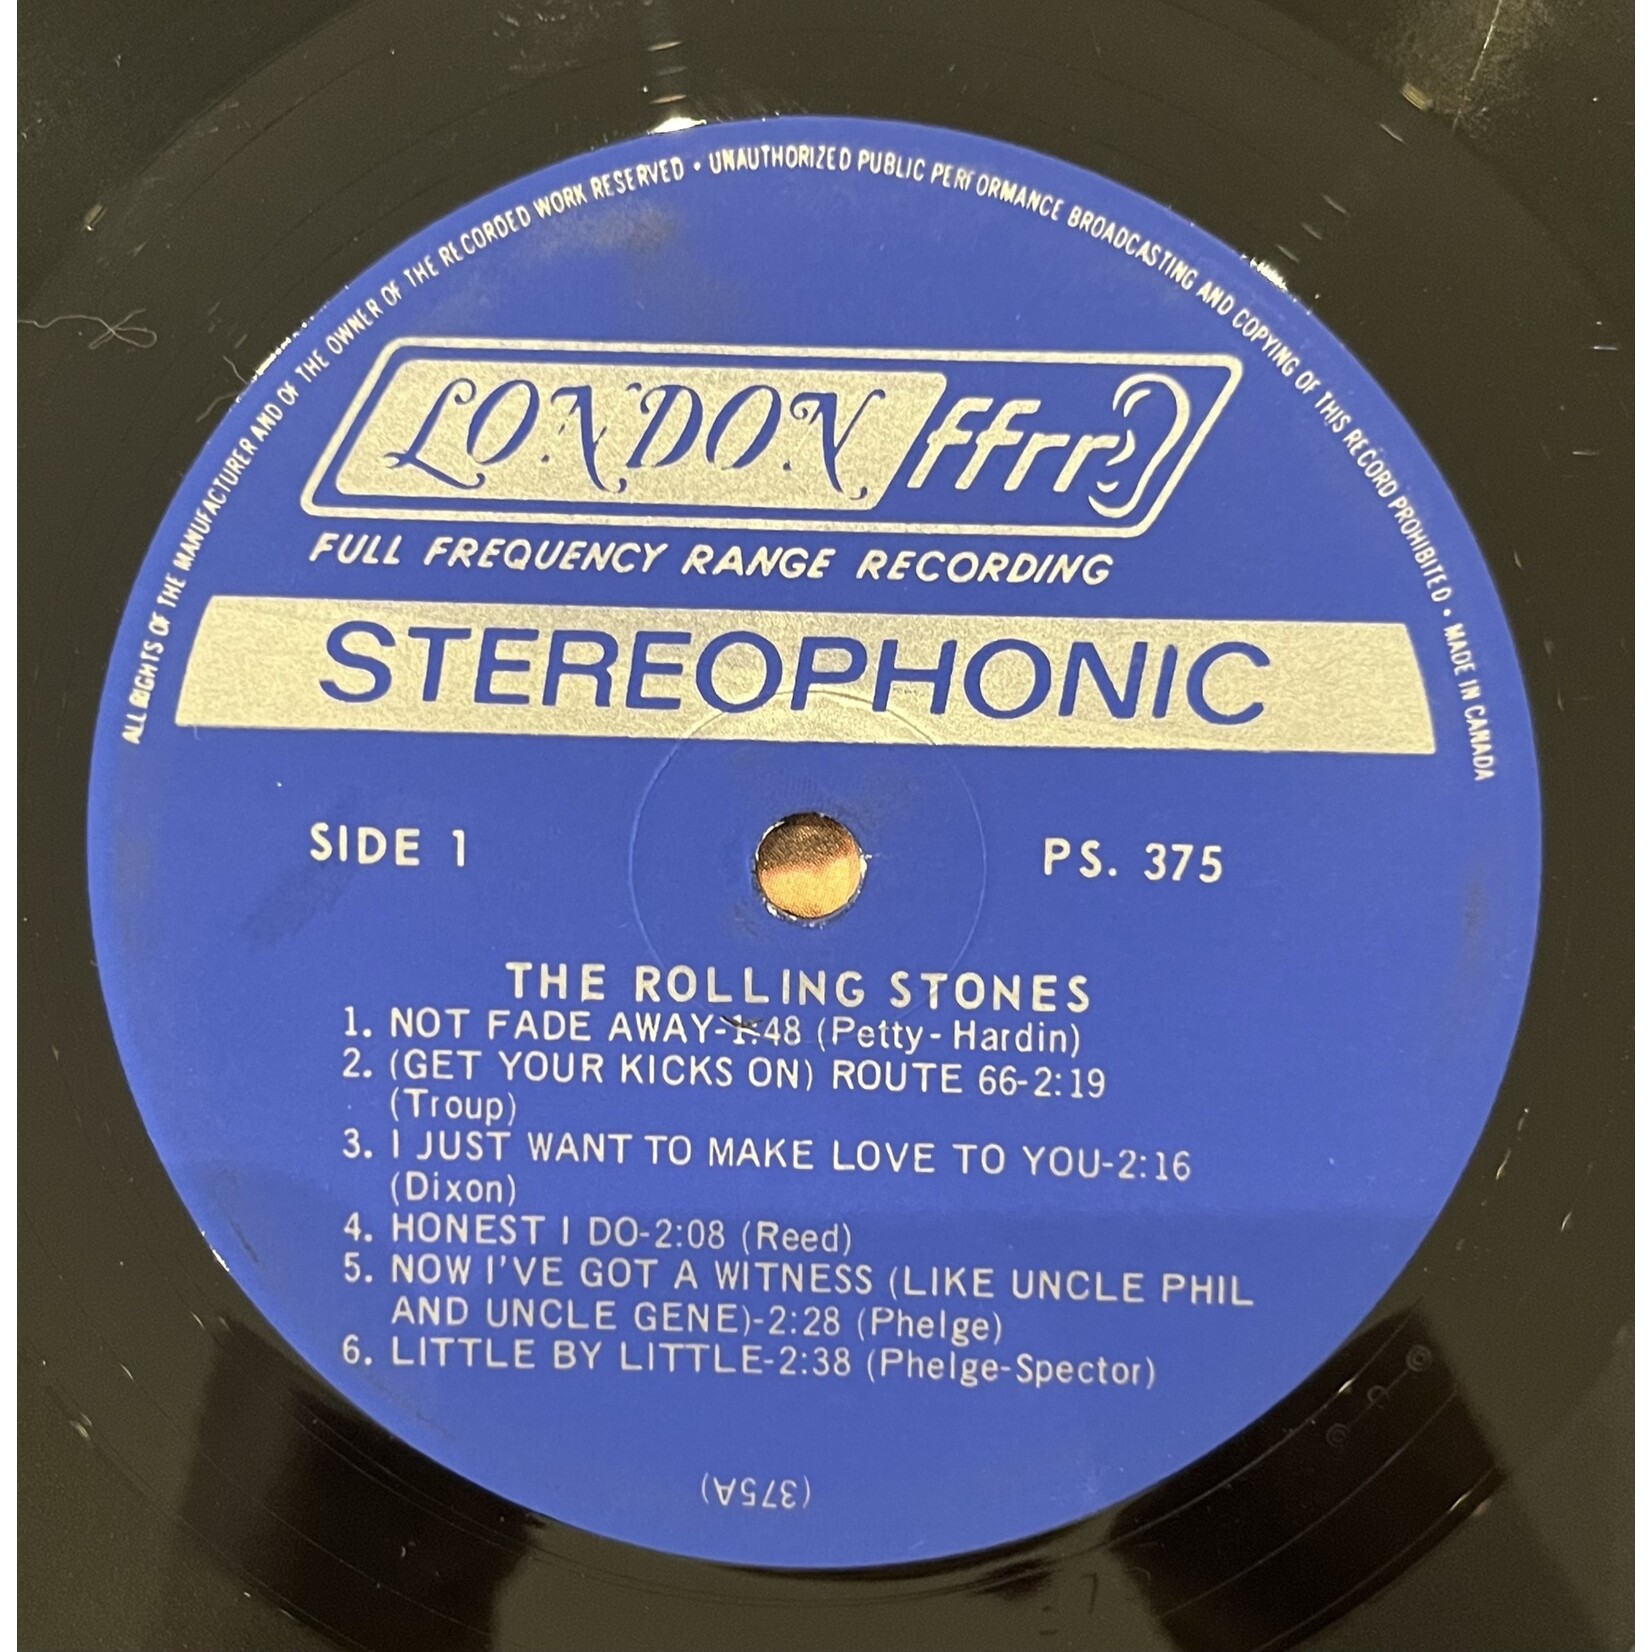 ALL RIGHTS OF THE MANUFACTURER AND OF THE OWNER OF THE RECORDED WORK RESERVED • UNAUTHORIZED PUBLIC PERFORMANCE BROADCASTING AND COPYING OF THIS RECORD PROHIBITED • MADE IN CANADA
LONDON ffrr
FULL FREQUENCY RANGE RECORDING
STEREOPHONIC
SIDE 1
PS. 375
THE ROLLING STONES
1. NOT FADE AWAY-1:48 (Petty-Hardin)
2. (GET YOUR KICKS ON) ROUTE 66-2:19
(Troup)
3. I JUST WANT TO MAKE LOVE TO YOU-2:16
(Dixon)
4. HONEST I DO-2:08 (Reed)
5. NOW I'VE GOT A WITNESS (LIKE UNCLE PHIL
AND UNCLE GENE)-2:28 (Phelge)
6. LITTLE BY LITTLE-2:38 (Phelge-Spector)
(375A)